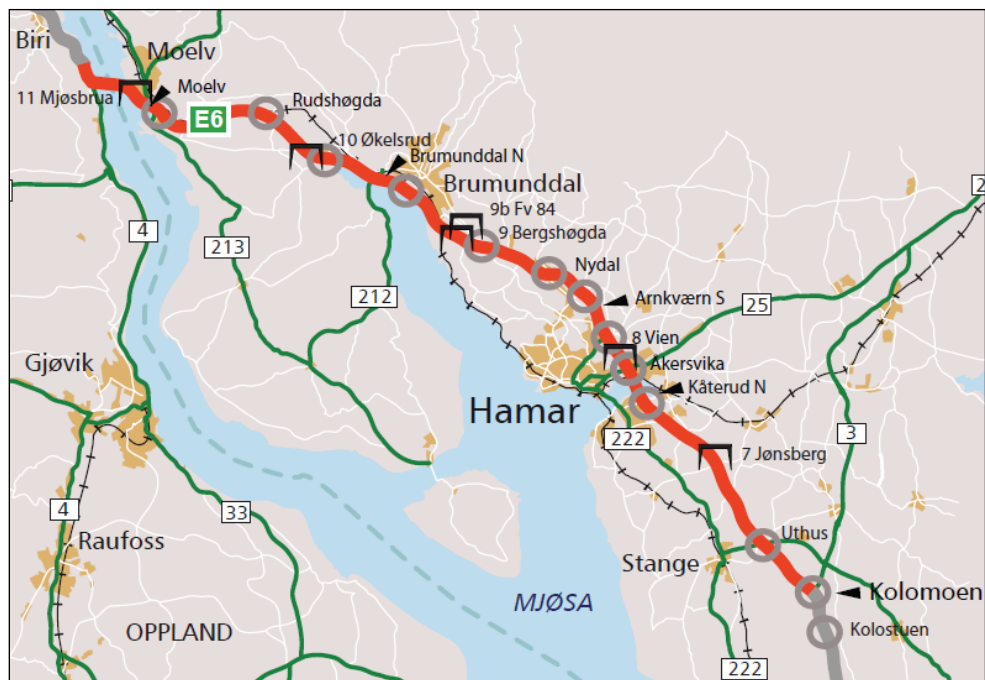 Biri
Moelv
Moelv
11 Mjøsbrua
E6
Rudshøgda
10 Økelsrud
Brumunddal N
Brumunddal
9b Fv 84
9 Bergshøgda
2
4
213
Nydal
212
Arnkværn S
25
8 Vien
Gjøvik
Akersvika
Kåterud N
Hamar
222
3
7 Jønsberg
4
33
Uthus
Raufoss
Stange
Kolomoen
MJØSA
OPPLAND
Kolostuen
222